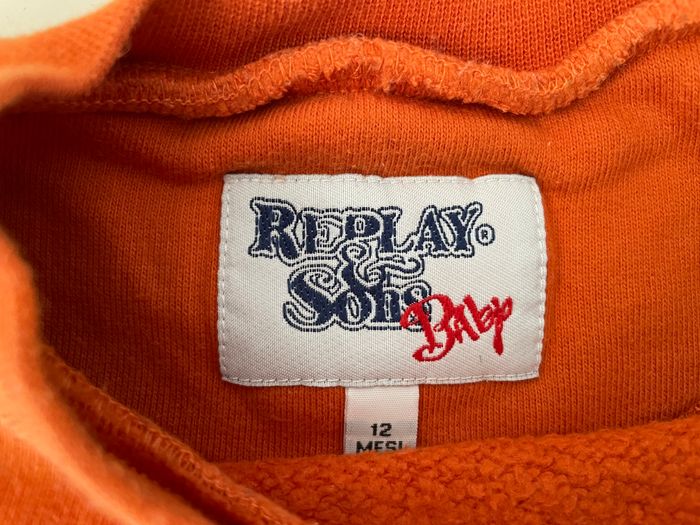 REPLAY®
&
Sons
Baby
12
MESI